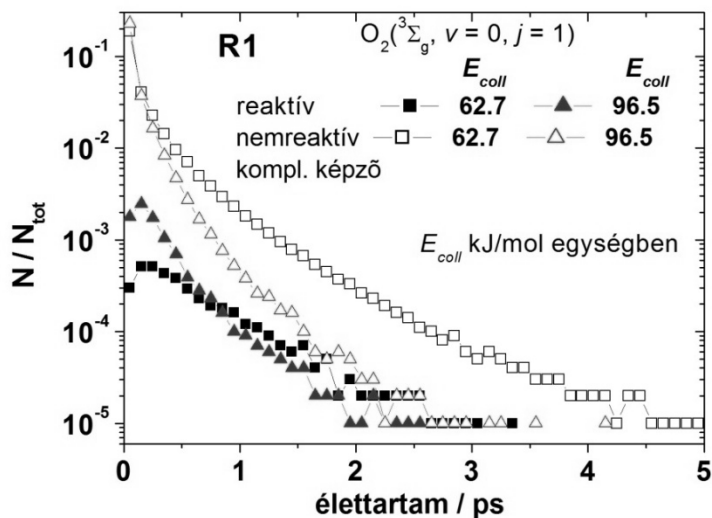 R1
O₂(³Σg, v = 0, j = 1)
Ecoll Ecoll
reaktív 62.7 96.5
nemreaktív 62.7 96.5
kompl. képzõ
Ecoll kJ/mol egységben
N / Ntot
10⁻¹
10⁻²
10⁻³
10⁻⁴
10⁻⁵
0 1 2 3 4 5
élettartam / ps